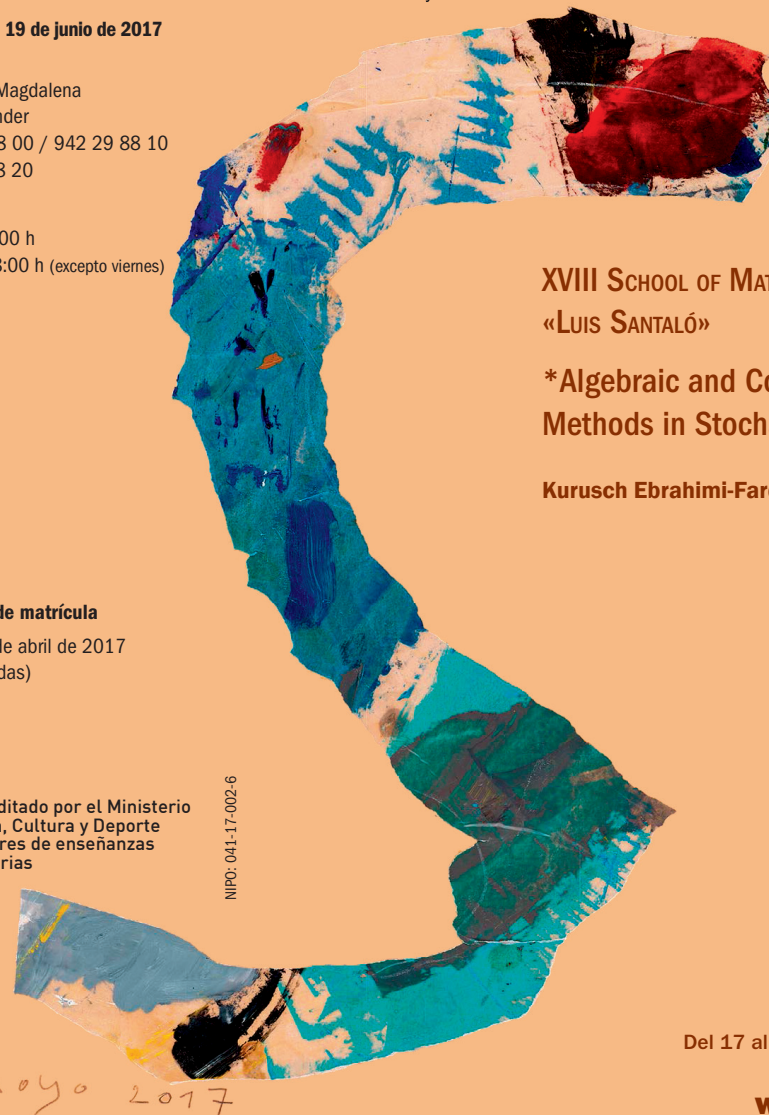 19 de junio de 2017
Magdalena
nder
8 00 / 942 29 88 10
8 20
00 h
:00 h (excepto viernes)
de matrícula
de abril de 2017
das)
ditado por el Ministerio
, Cultura y Deporte
res de enseñanzas
rias
NIPO: 041-17-002-6
XVIII SCHOOL OF MAT
«LUIS SANTALÓ»
*Algebraic and Co
Methods in Stoch
Kurusch Ebrahimi-Far
Del 17 al
oyo 2017